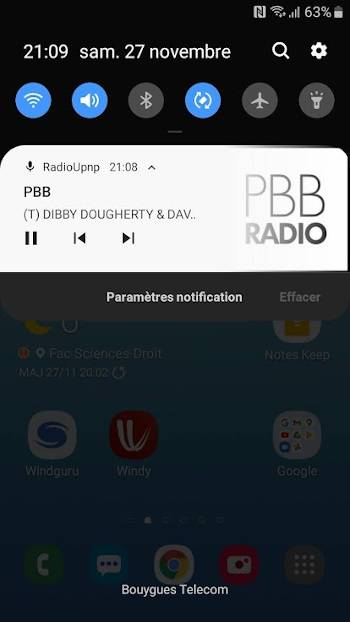 63%
21:09 sam. 27 novembre
RadioUpnp 21:08
PBB
(T) DIBBY DOUGHERTY & DAV..
PBB
RADIO
Paramètres notification Effacer
Fac Sciences-Droit
MAJ 27/11 20:02
Notes Keep
Windguru Windy Google
Bouygues Telecom